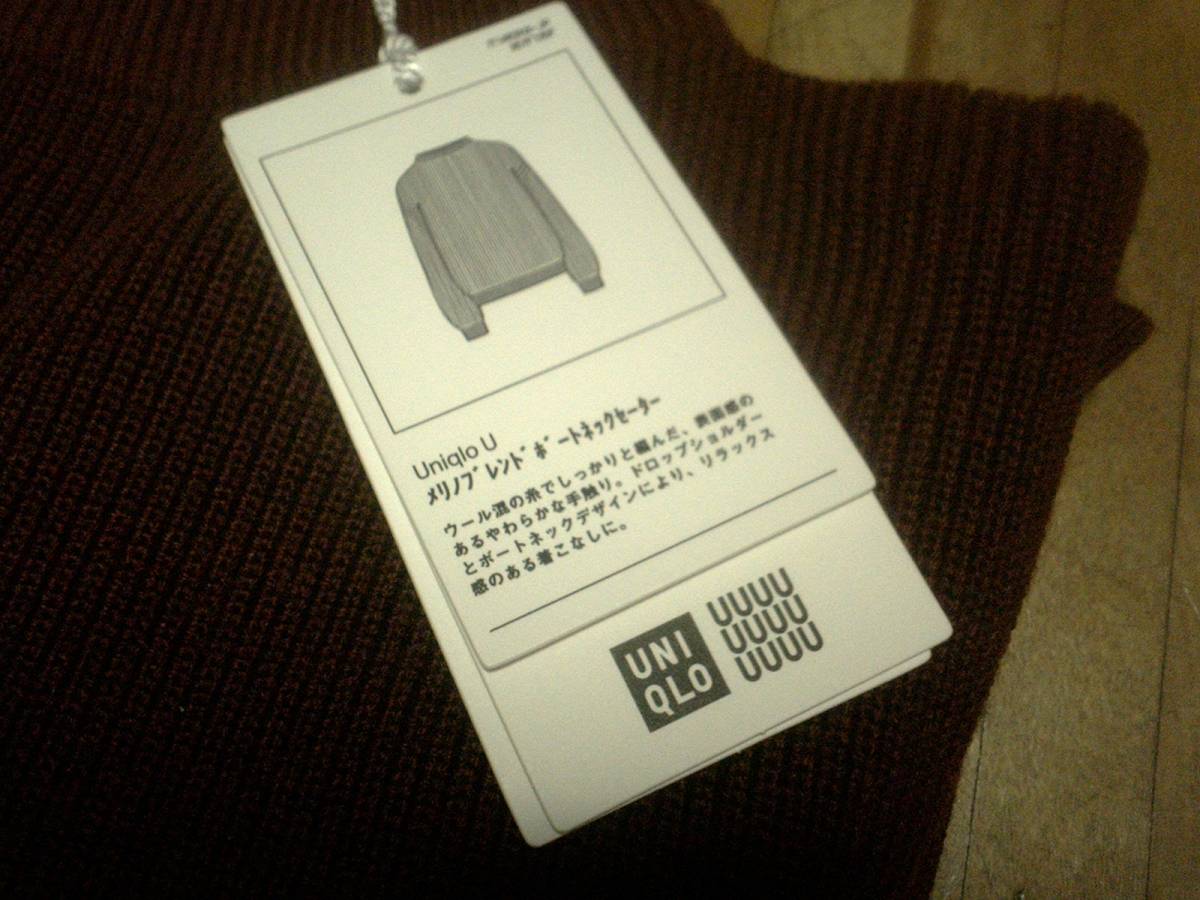 Uniqlo U
ﾒﾘﾉﾌﾞﾚﾝﾄﾞﾎﾞｰﾄﾈｯｸｾｰﾀｰ
ウール混の糸でしっかりと編んだ、表面感の
あるやわらかな手触り。ドロップショルダー
とボートネックデザインにより、リラックス
感のある着こなしに。
UNI
QLO
UUUU
UUUU
UUUU